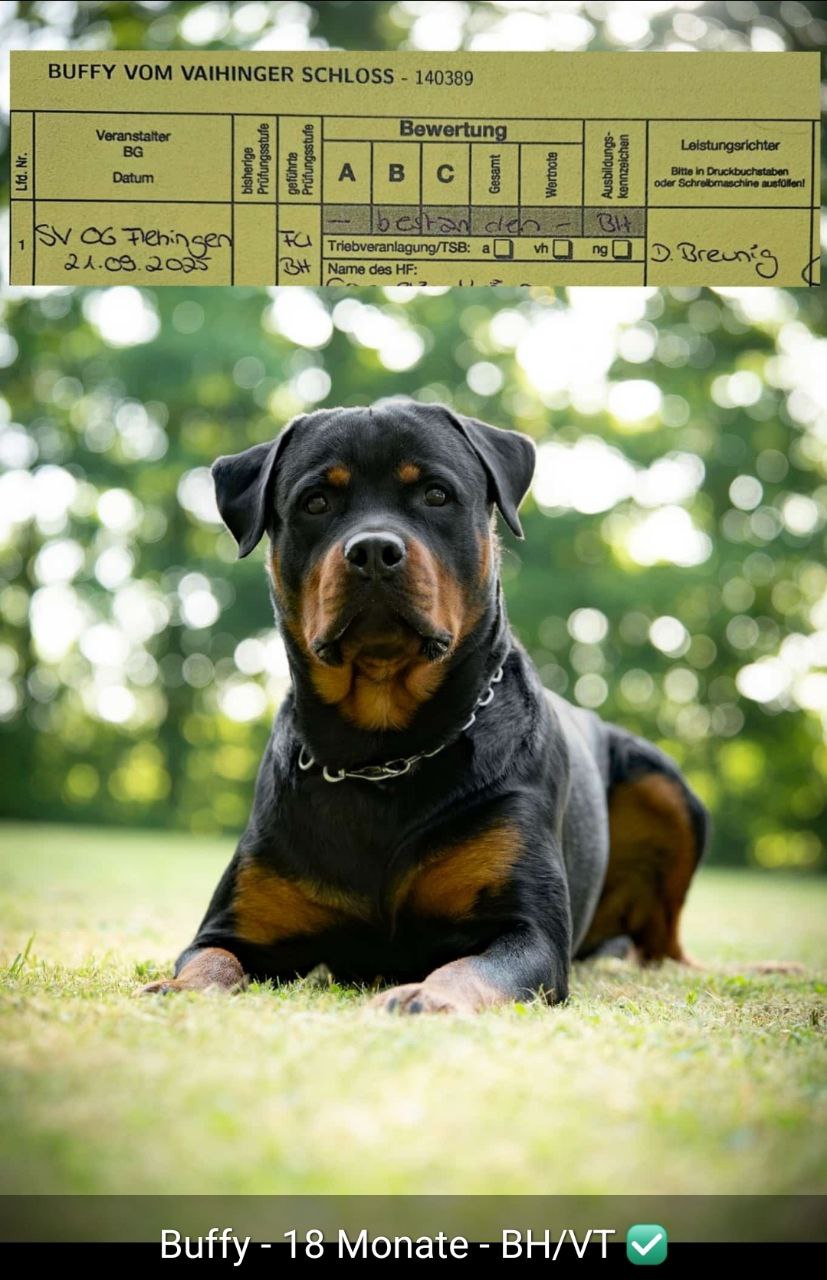 BUFFY VOM VAIHINGER SCHLOSS - 140389
Lfd. Nr.
Veranstalter
BG
Datum
bisherige
Prüfungsstufe
geführte
Prüfungsstufe
Bewertung
A B C Gesamt Wertnote
Ausbildungs-
kennzeichen
Leistungsrichter
Bitte in Druckbuchstaben
oder Schreibmaschine ausfüllen!
1
SV OG Flehingen
21.09.2025
FCI
BH
- bestanden - BH
Triebveranlagung/TSB: a vh ng
Name des HF:
D. Breunig
Buffy - 18 Monate - BH/VT ✅